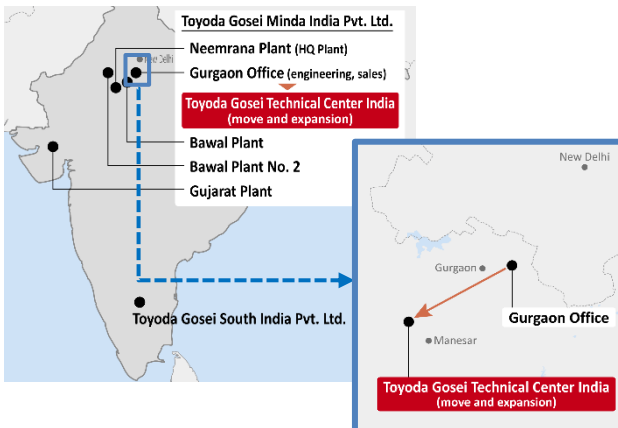 Toyoda Gosei Minda India Pvt. Ltd.
Neemrana Plant (HQ Plant)
Gurgaon Office (engineering, sales)
Toyoda Gosei Technical Center India
(move and expansion)
Bawal Plant
Bawal Plant No. 2
Gujarat Plant
Toyoda Gosei South India Pvt. Ltd.
New Delhi
Gurgaon
Gurgaon Office
Manesar
Toyoda Gosei Technical Center India
(move and expansion)